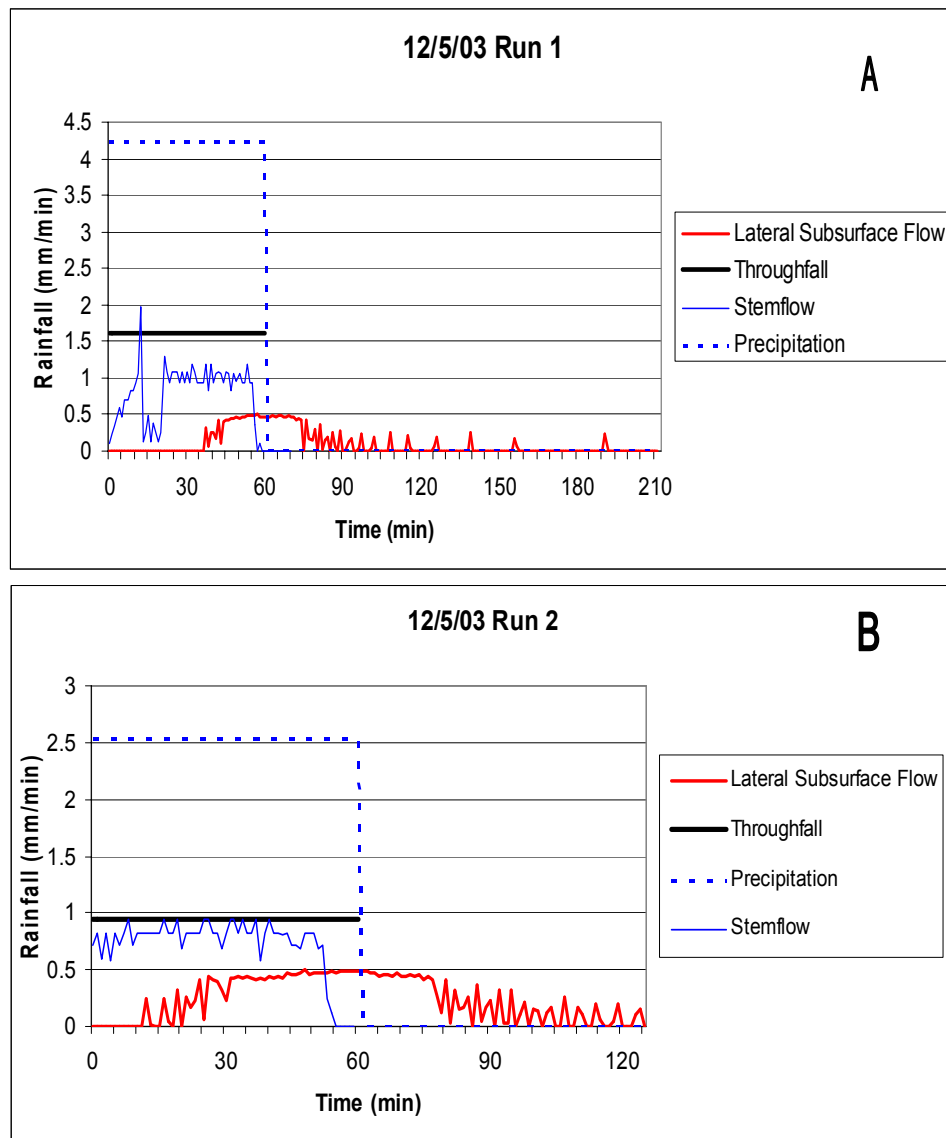 12/5/03 Run 1
A
Rainfall (mm/min)
4.5
4
3.5
3
2.5
2
1.5
1
0.5
0
0 30 60 90 120 150 180 210
Time (min)
Lateral Subsurface Flow
Throughfall
Stemflow
Precipitation
12/5/03 Run 2
B
Rainfall (mm/min)
3
2.5
2
1.5
1
0.5
0
0 30 60 90 120
Time (min)
Lateral Subsurface Flow
Throughfall
Precipitation
Stemflow